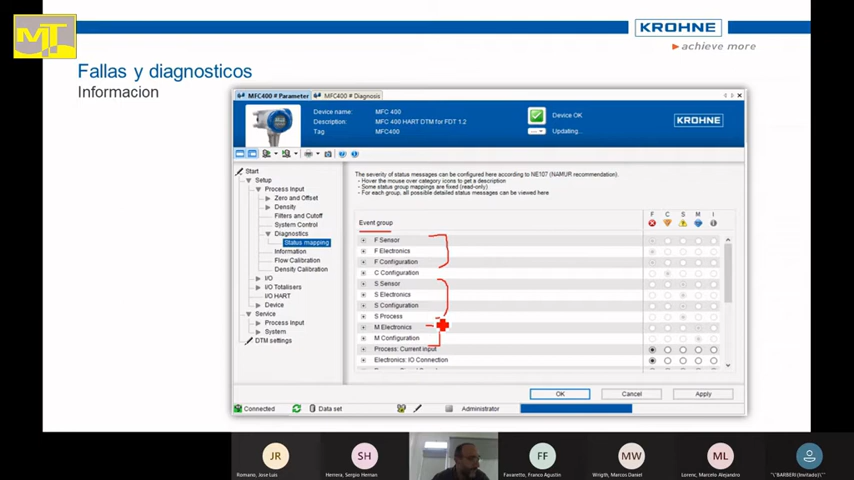 MT
KROHNE
achieve more
Fallas y diagnosticos
Informacion
MFC400 # Parameter
MFC400 # Diagnosis
Device name:
MFC 400
Description:
MFC 400 HART DTM for FDT 1.2
Tag
MFC400
Device OK
Updating...
KROHNE
Start
Setup
Process Input
Zero and Offset
Density
Filters and Cutoff
System Control
Diagnostics
Status mapping
Information
Flow Calibration
Density Calibration
I/O
I/O Totalisers
I/O HART
Device
Service
Process Input
System
DTM settings
The severity of status messages can be configured here according to NE107 (NAMUR recommendation).
- Hover the mouse over category icons to get a description
- Some status group mappings are fixed (read-only)
- For each group, all possible detailed status messages can be viewed here
Event group
F C S M I
F Sensor
F Electronics
F Configuration
C Configuration
S Sensor
S Electronics
S Configuration
S Process
M Electronics
M Configuration
Process: Current input
Electronics: IO Connection
OK
Cancel
Apply
Connected
Data set
Administrator
JR
SH
FF
MW
ML
Romano, Jose Luis
Herrera, Sergio Hernan
Favaretto, Franco Agustin
Wrigth, Marcos Daniel
Lorenc, Marcelo Alejandro
"\"BARBERI (Invitado)\"